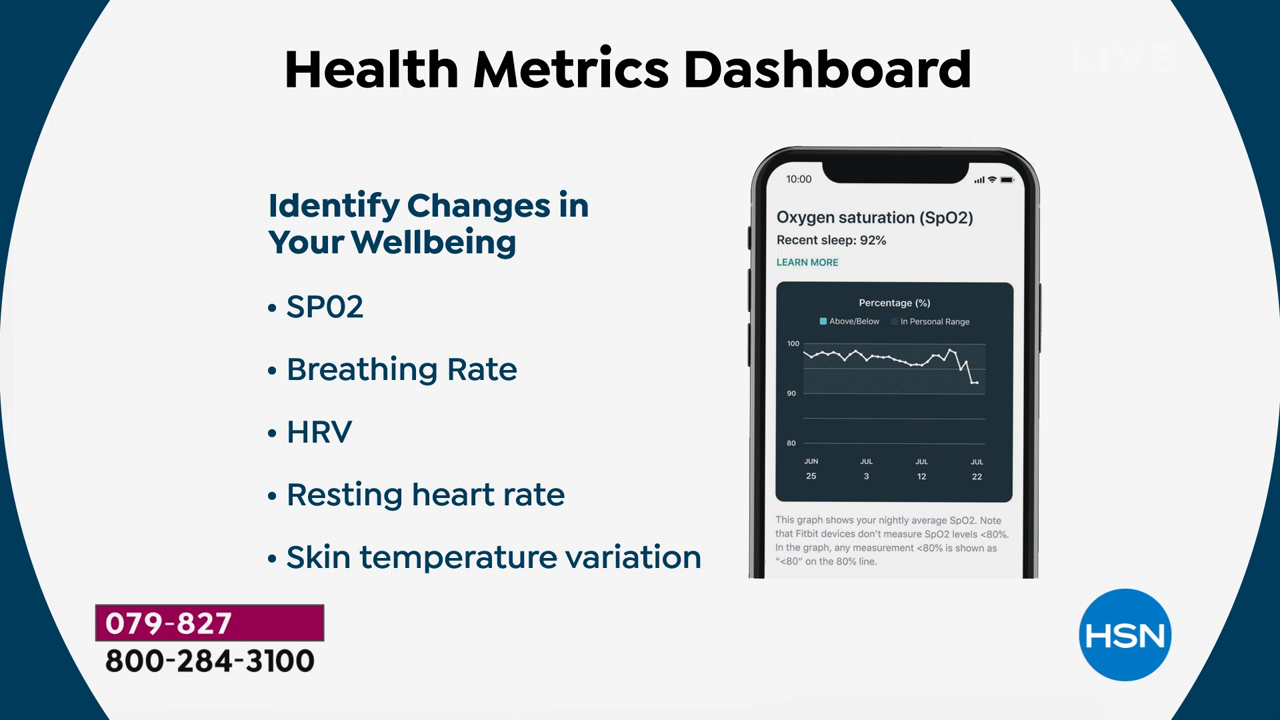 Health Metrics Dashboard
LIVE
Identify Changes in
Your Wellbeing
• SP02
• Breathing Rate
• HRV
• Resting heart rate
• Skin temperature variation
10:00
Oxygen saturation (SpO2)
Recent sleep: 92%
LEARN MORE
Percentage (%)
Above/Below In Personal Range
100
90
80
JUN JUL JUL JUL
25 3 12 22
This graph shows your nightly average SpO2. Note
that Fitbit devices don't measure SpO2 levels <80%.
In the graph, any measurement <80% is shown as
"<80" on the 80% line.
079-827
800-284-3100
HSN